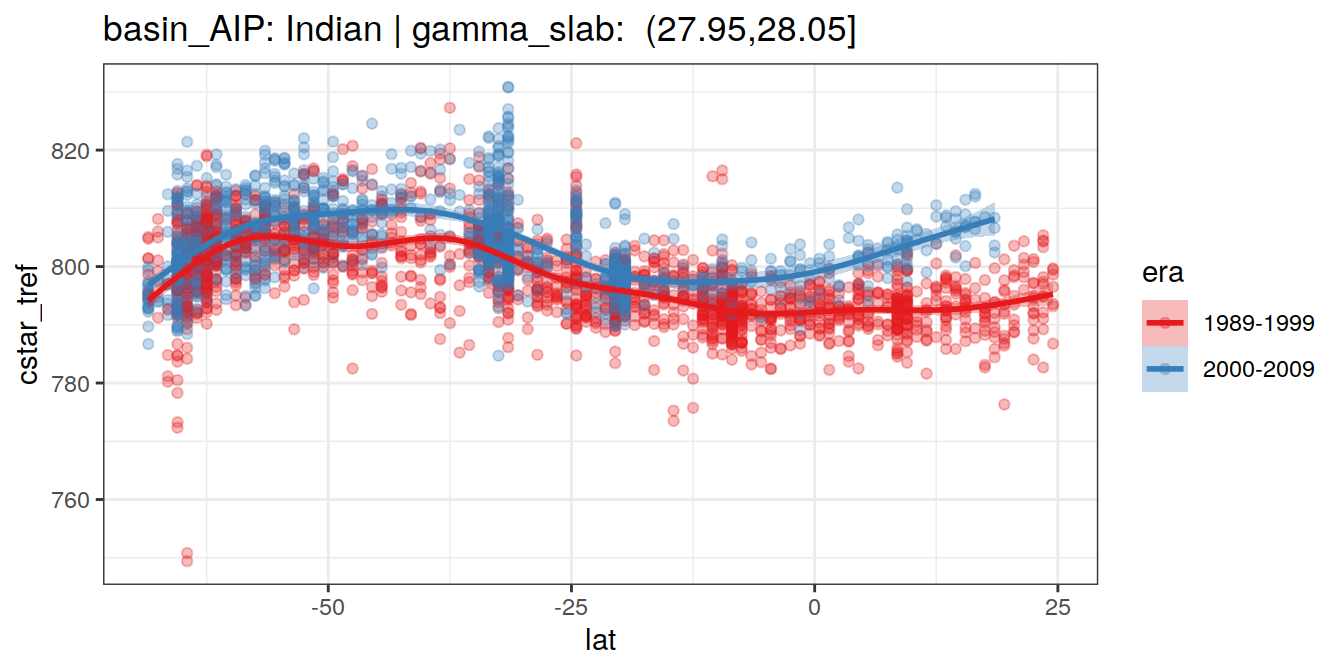 basin_AIP: Indian | gamma_slab:  (27.95,28.05]
cstar_tref
820
800
780
760
-50
-25
0
25
lat
era
1989-1999
2000-2009